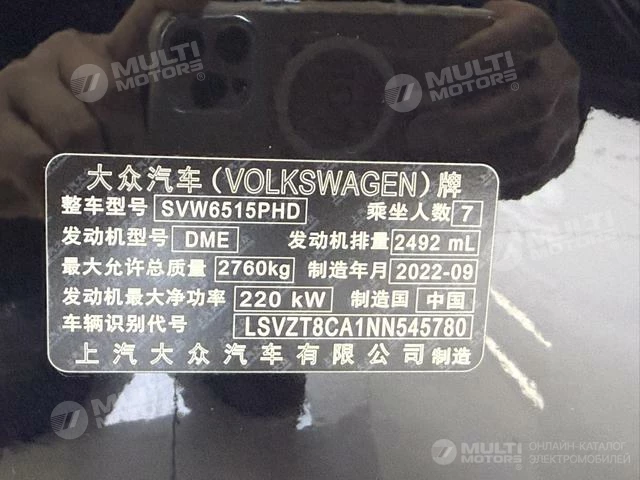 MULTI MOTORS®
MULTI MOTORS
大众汽车(VOLKSWAGEN)牌
整车型号 SVW6515PHD 乘坐人数 7
发动机型号 DME 发动机排量 2492 mL
最大允许总质量 2760kg 制造年月 2022-09
发动机最大净功率 220 kW 制造国 中国
车辆识别代号 LSVZT8CA1NN545780
上汽大众汽车有限公司 制造
MULTI MOTORS
MULTI MOTORS
ОНЛАЙН-КАТАЛОГ
ЭЛЕКТРОМОБИЛЕЙ